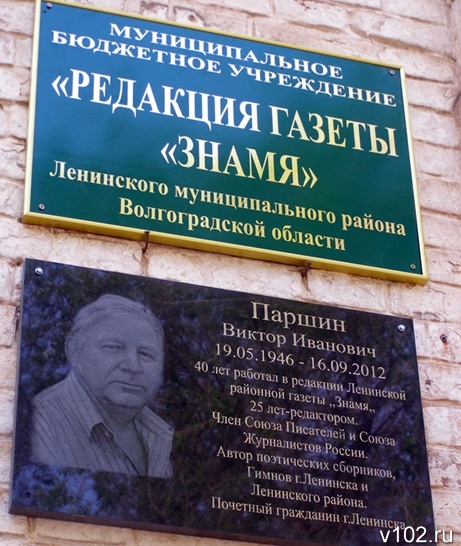 МУНИЦИПАЛЬНОЕ
БЮДЖЕТНОЕ УЧРЕЖДЕНИЕ
«РЕДАКЦИЯ ГАЗЕТЫ
«ЗНАМЯ»
Ленинского муниципального района
Волгоградской области
Паршин
Виктор Иванович
19.05.1946 - 16.09.2012
40 лет работал в редакции Ленинской
районной газеты ,,Знамя,,
25 лет-редактором.
Член Союза Писателей и Союза
Журналистов России.
Автор поэтических сборников,
Гимнов г.Ленинска и
Ленинского района.
Почетный гражданин г.Ленинска
v102.ru